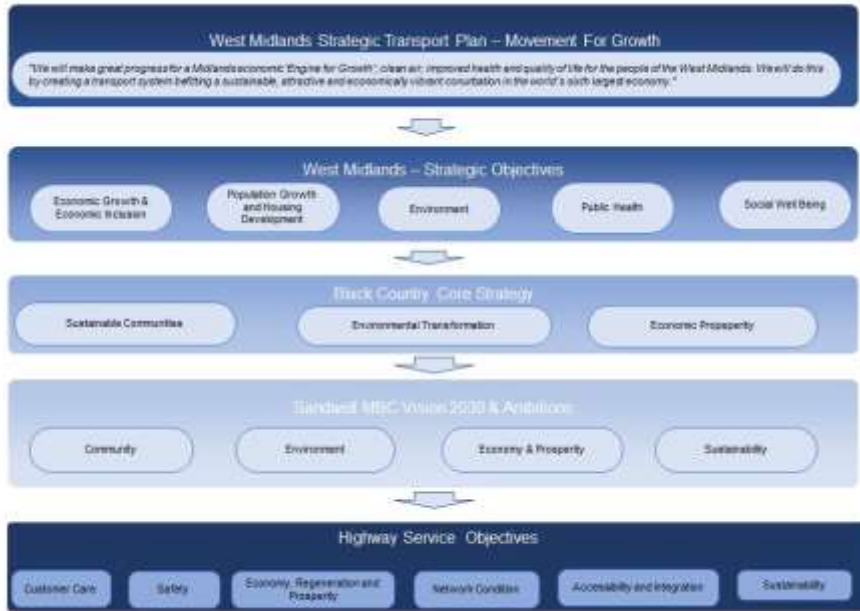 West Midlands Strategic Transport Plan – Movement For Growth
"We will make great progress for a Midlands economic 'Engine for Growth', clean air, improved health and quality of life for the people of the West Midlands. We will do this
by creating a transport system befitting a sustainable, attractive and economically vibrant conurbation in the world's sixth largest economy."
West Midlands – Strategic Objectives
Economic Growth &
Economic Inclusion
Population Growth
and Housing
Development
Environment
Public Health
Social Well Being
Black Country Core Strategy
Sustainable Communities
Environmental Transformation
Economic Propsperity
Sandwell MBC Vision 2030 & Ambitions
Community
Environment
Economy & Prosperity
Sustainability
Highway Service Objectives
Customer Care
Safety
Economy, Regeneration and
Prosperity
Network Condition
Accessibility and Integration
Sustainability